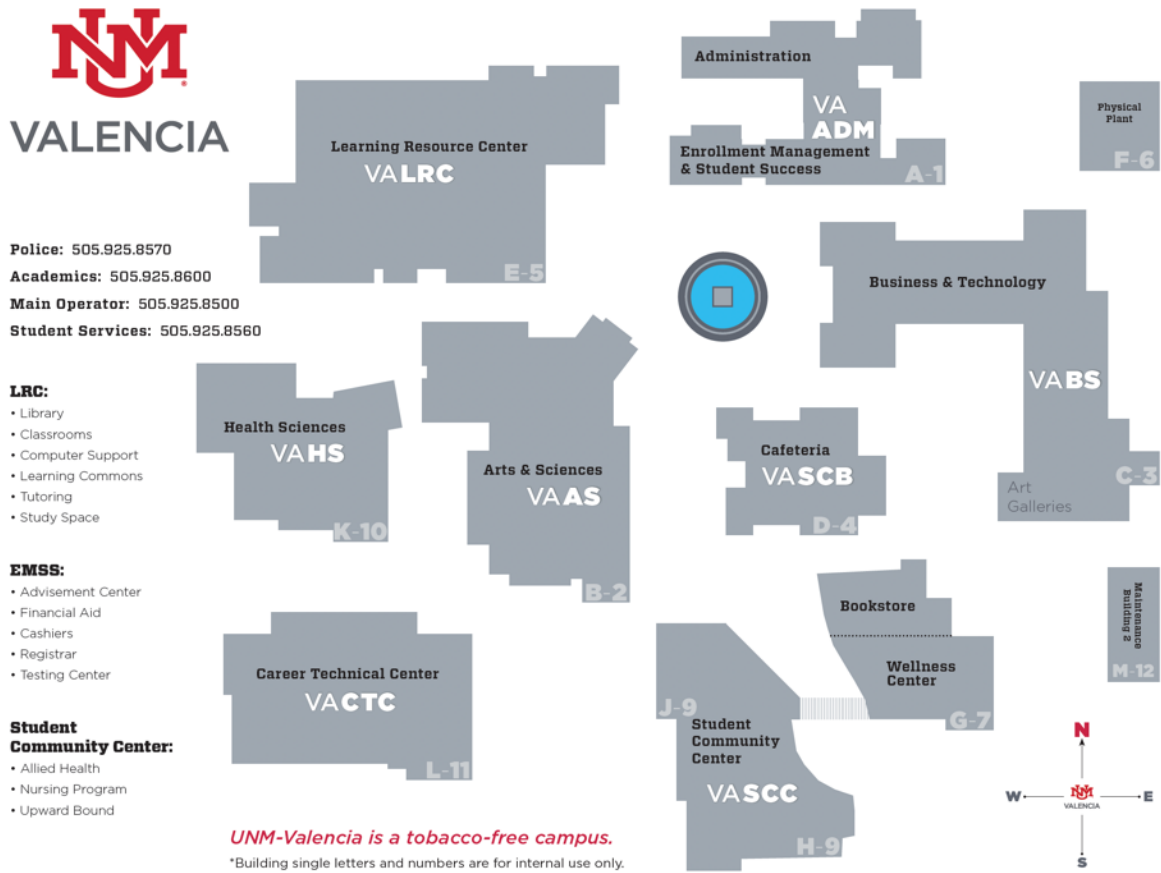 UNM
VALENCIA
Police: 505.925.8570
Academics: 505.925.8600
Main Operator: 505.925.8500
Student Services: 505.925.8560
LRC:
• Library
• Classrooms
• Computer Support
• Learning Commons
• Tutoring
• Study Space
EMSS:
• Advisement Center
• Financial Aid
• Cashiers
• Registrar
• Testing Center
Student
Community Center:
• Allied Health
• Nursing Program
• Upward Bound
Learning Resource Center
VALRC
E-5
Administration
VA
ADM
Enrollment Management
& Student Success
A-1
Physical
Plant
F-6
Business & Technology
VABS
C-3
Art
Galleries
Health Sciences
VAHS
K-10
Arts & Sciences
VAAS
B-2
Cafeteria
VASCB
D-4
Bookstore
Wellness
Center
G-7
Maintenance
Building 2
M-12
Career Technical Center
VACTC
L-11
J-9
Student
Community
Center
VASCC
H-9
N
W
UNM
VALENCIA
E
S
UNM-Valencia is a tobacco-free campus.
*Building single letters and numbers are for internal use only.